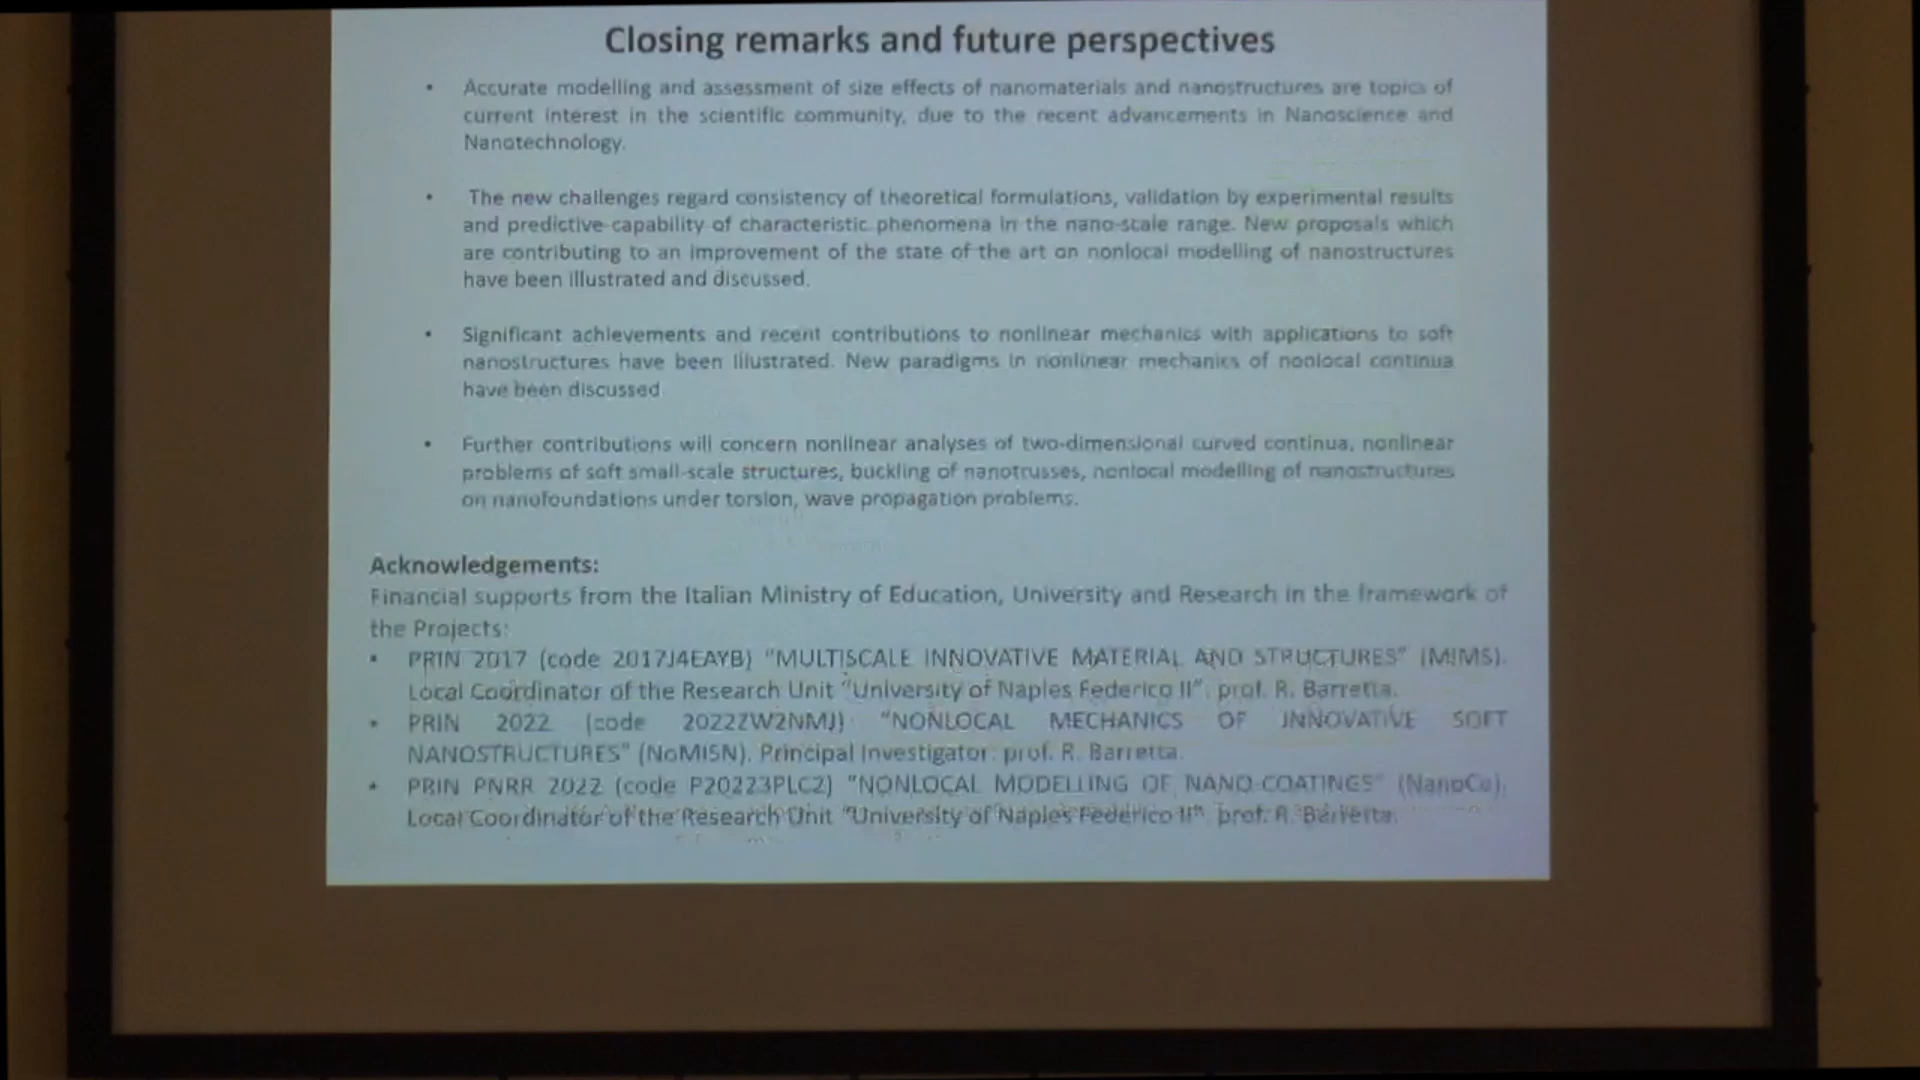 Closing remarks and future perspectives
• Accurate modelling and assessment of size effects of nanomaterials and nanostructures are topics of
current interest in the scientific community, due to the recent advancements in Nanoscience and
Nanotechnology.
• The new challenges regard consistency of theoretical formulations, validation by experimental results
and predictive capability of characteristic phenomena in the nano-scale range. New proposals which
are contributing to an improvement of the state of the art on nonlocal modelling of nanostructures
have been illustrated and discussed.
• Significant achievements and recent contributions to nonlinear mechanics with applications to soft
nanostructures have been illustrated. New paradigms in nonlinear mechanics of nonlocal continua
have been discussed
• Further contributions will concern nonlinear analyses of two-dimensional curved continua, nonlinear
problems of soft small-scale structures, buckling of nanotrusses, nonlocal modelling of nanostructures
on nanofoundations under torsion, wave propagation problems.
Acknowledgements:
Financial supports from the Italian Ministry of Education, University and Research in the framework of
the Projects:
• PRIN 2017 (code 2017J4EAYB) "MULTISCALE INNOVATIVE MATERIAL AND STRUCTURES" (MIMS).
Local Coordinator of the Research Unit "University of Naples Federico II": prof. R. Barretta.
• PRIN 2022 (code 2022ZW2NMJ) "NONLOCAL MECHANICS OF INNOVATIVE SOFT
NANOSTRUCTURES" (NoMISN). Principal Investigator: prof. R. Barretta.
• PRIN PNRR 2022 (code P20223PLC2) "NONLOCAL MODELLING OF NANO-COATINGS" (NanoCo).
Local Coordinator of the Research Unit "University of Naples Federico II": prof. R. Barretta.